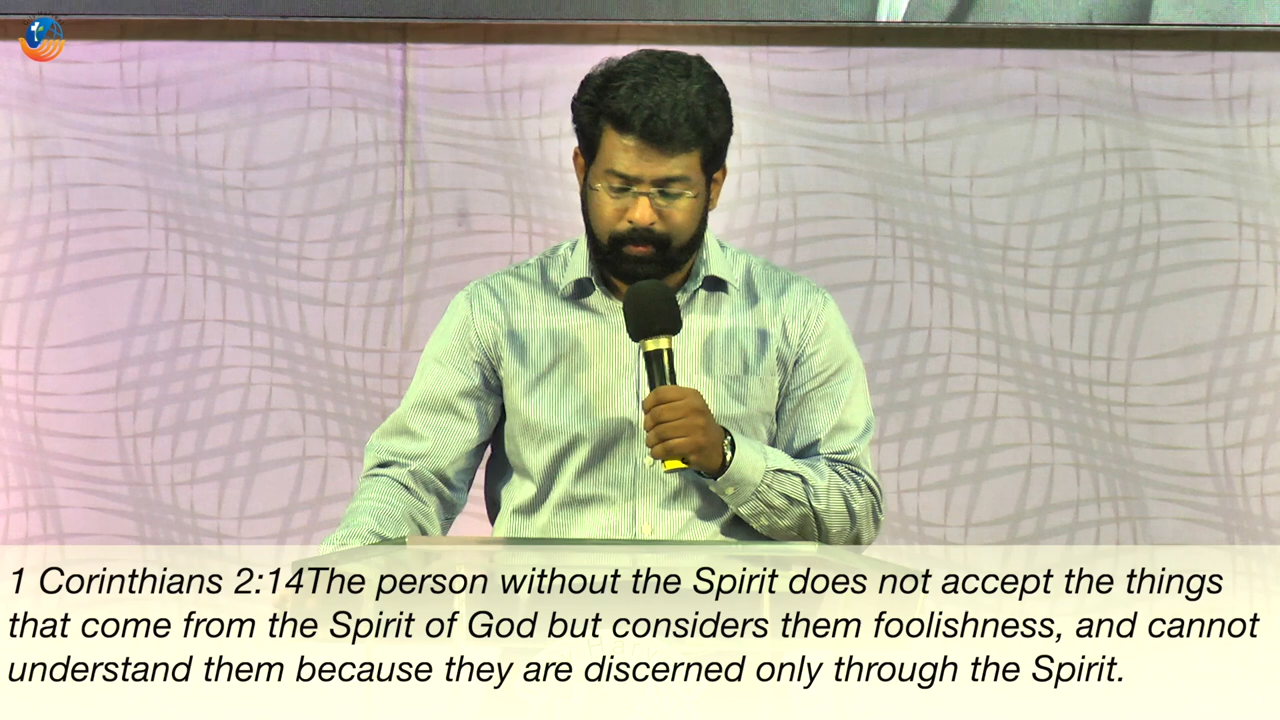 1 Corinthians 2:14The person without the Spirit does not accept the things
that come from the Spirit of God but considers them foolishness, and cannot
understand them because they are discerned only through the Spirit.